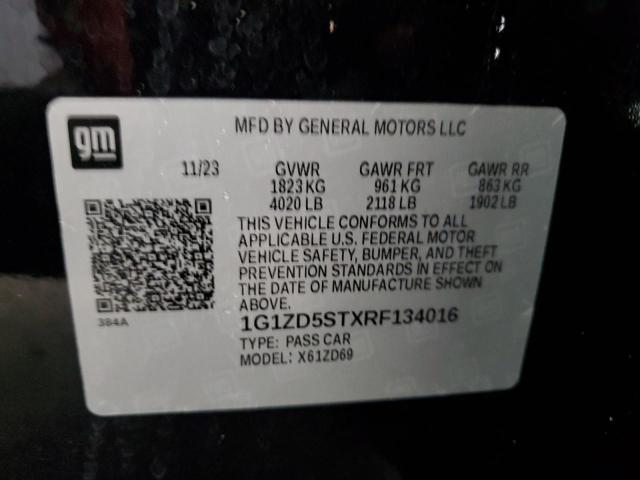 gm
MFD BY GENERAL MOTORS LLC
11/23 GVWR GAWR FRT GAWR RR
1823 KG 961 KG 863 KG
4020 LB 2118 LB 1902 LB
THIS VEHICLE CONFORMS TO ALL
APPLICABLE U.S. FEDERAL MOTOR
VEHICLE SAFETY, BUMPER, AND THEFT
PREVENTION STANDARDS IN EFFECT ON
THE DATE OF MANUFACTURE SHOWN
ABOVE.
384A
1G1ZD5STXRF134016
TYPE: PASS CAR
MODEL: X61ZD69